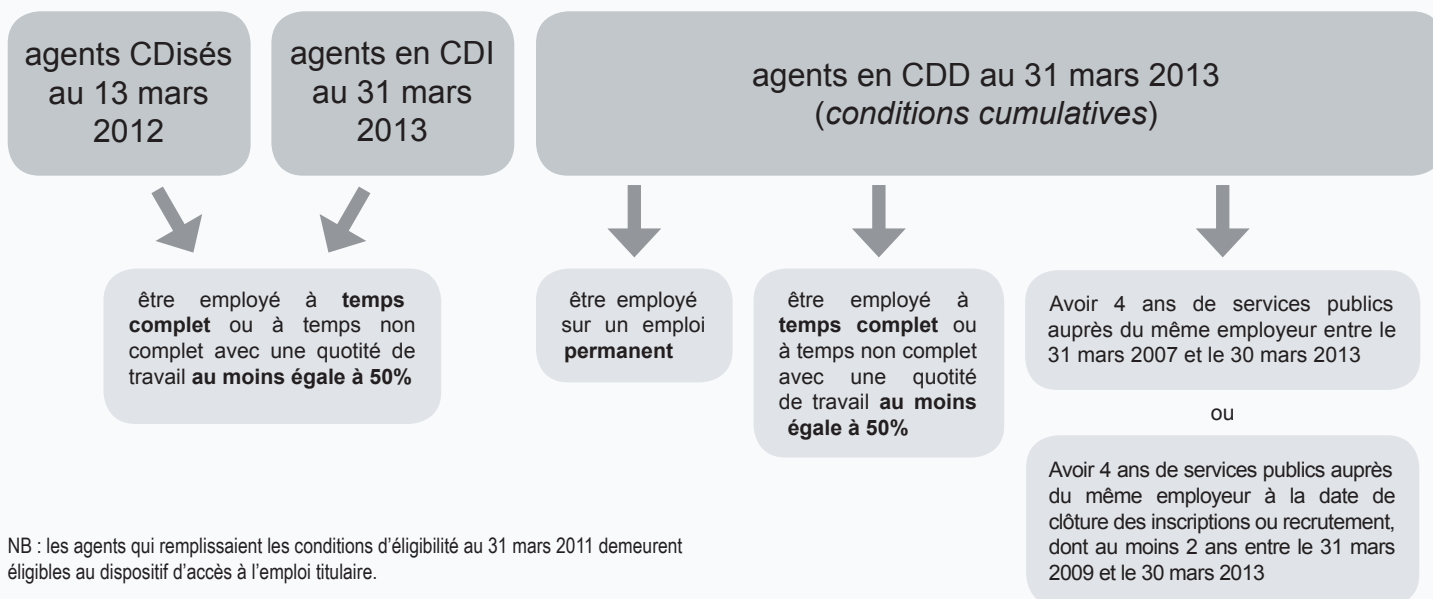 agents CDisés
au 13 mars
2012
agents en CDI
au 31 mars
2013
agents en CDD au 31 mars 2013
(conditions cumulatives)
être employé à temps
complet ou à temps non
complet avec une quotité de
travail au moins égale à 50%
être employé
sur un emploi
permanent
être employé à
temps complet ou
à temps non complet
avec une quotité
de travail au moins
égale à 50%
Avoir 4 ans de services publics
auprès du même employeur entre le
31 mars 2007 et le 30 mars 2013
ou
Avoir 4 ans de services publics auprès
du même employeur à la date de
clôture des inscriptions ou recrutement,
dont au moins 2 ans entre le 31 mars
2009 et le 30 mars 2013
NB : les agents qui remplissaient les conditions d’éligibilité au 31 mars 2011 demeurent
éligibles au dispositif d’accès à l’emploi titulaire.